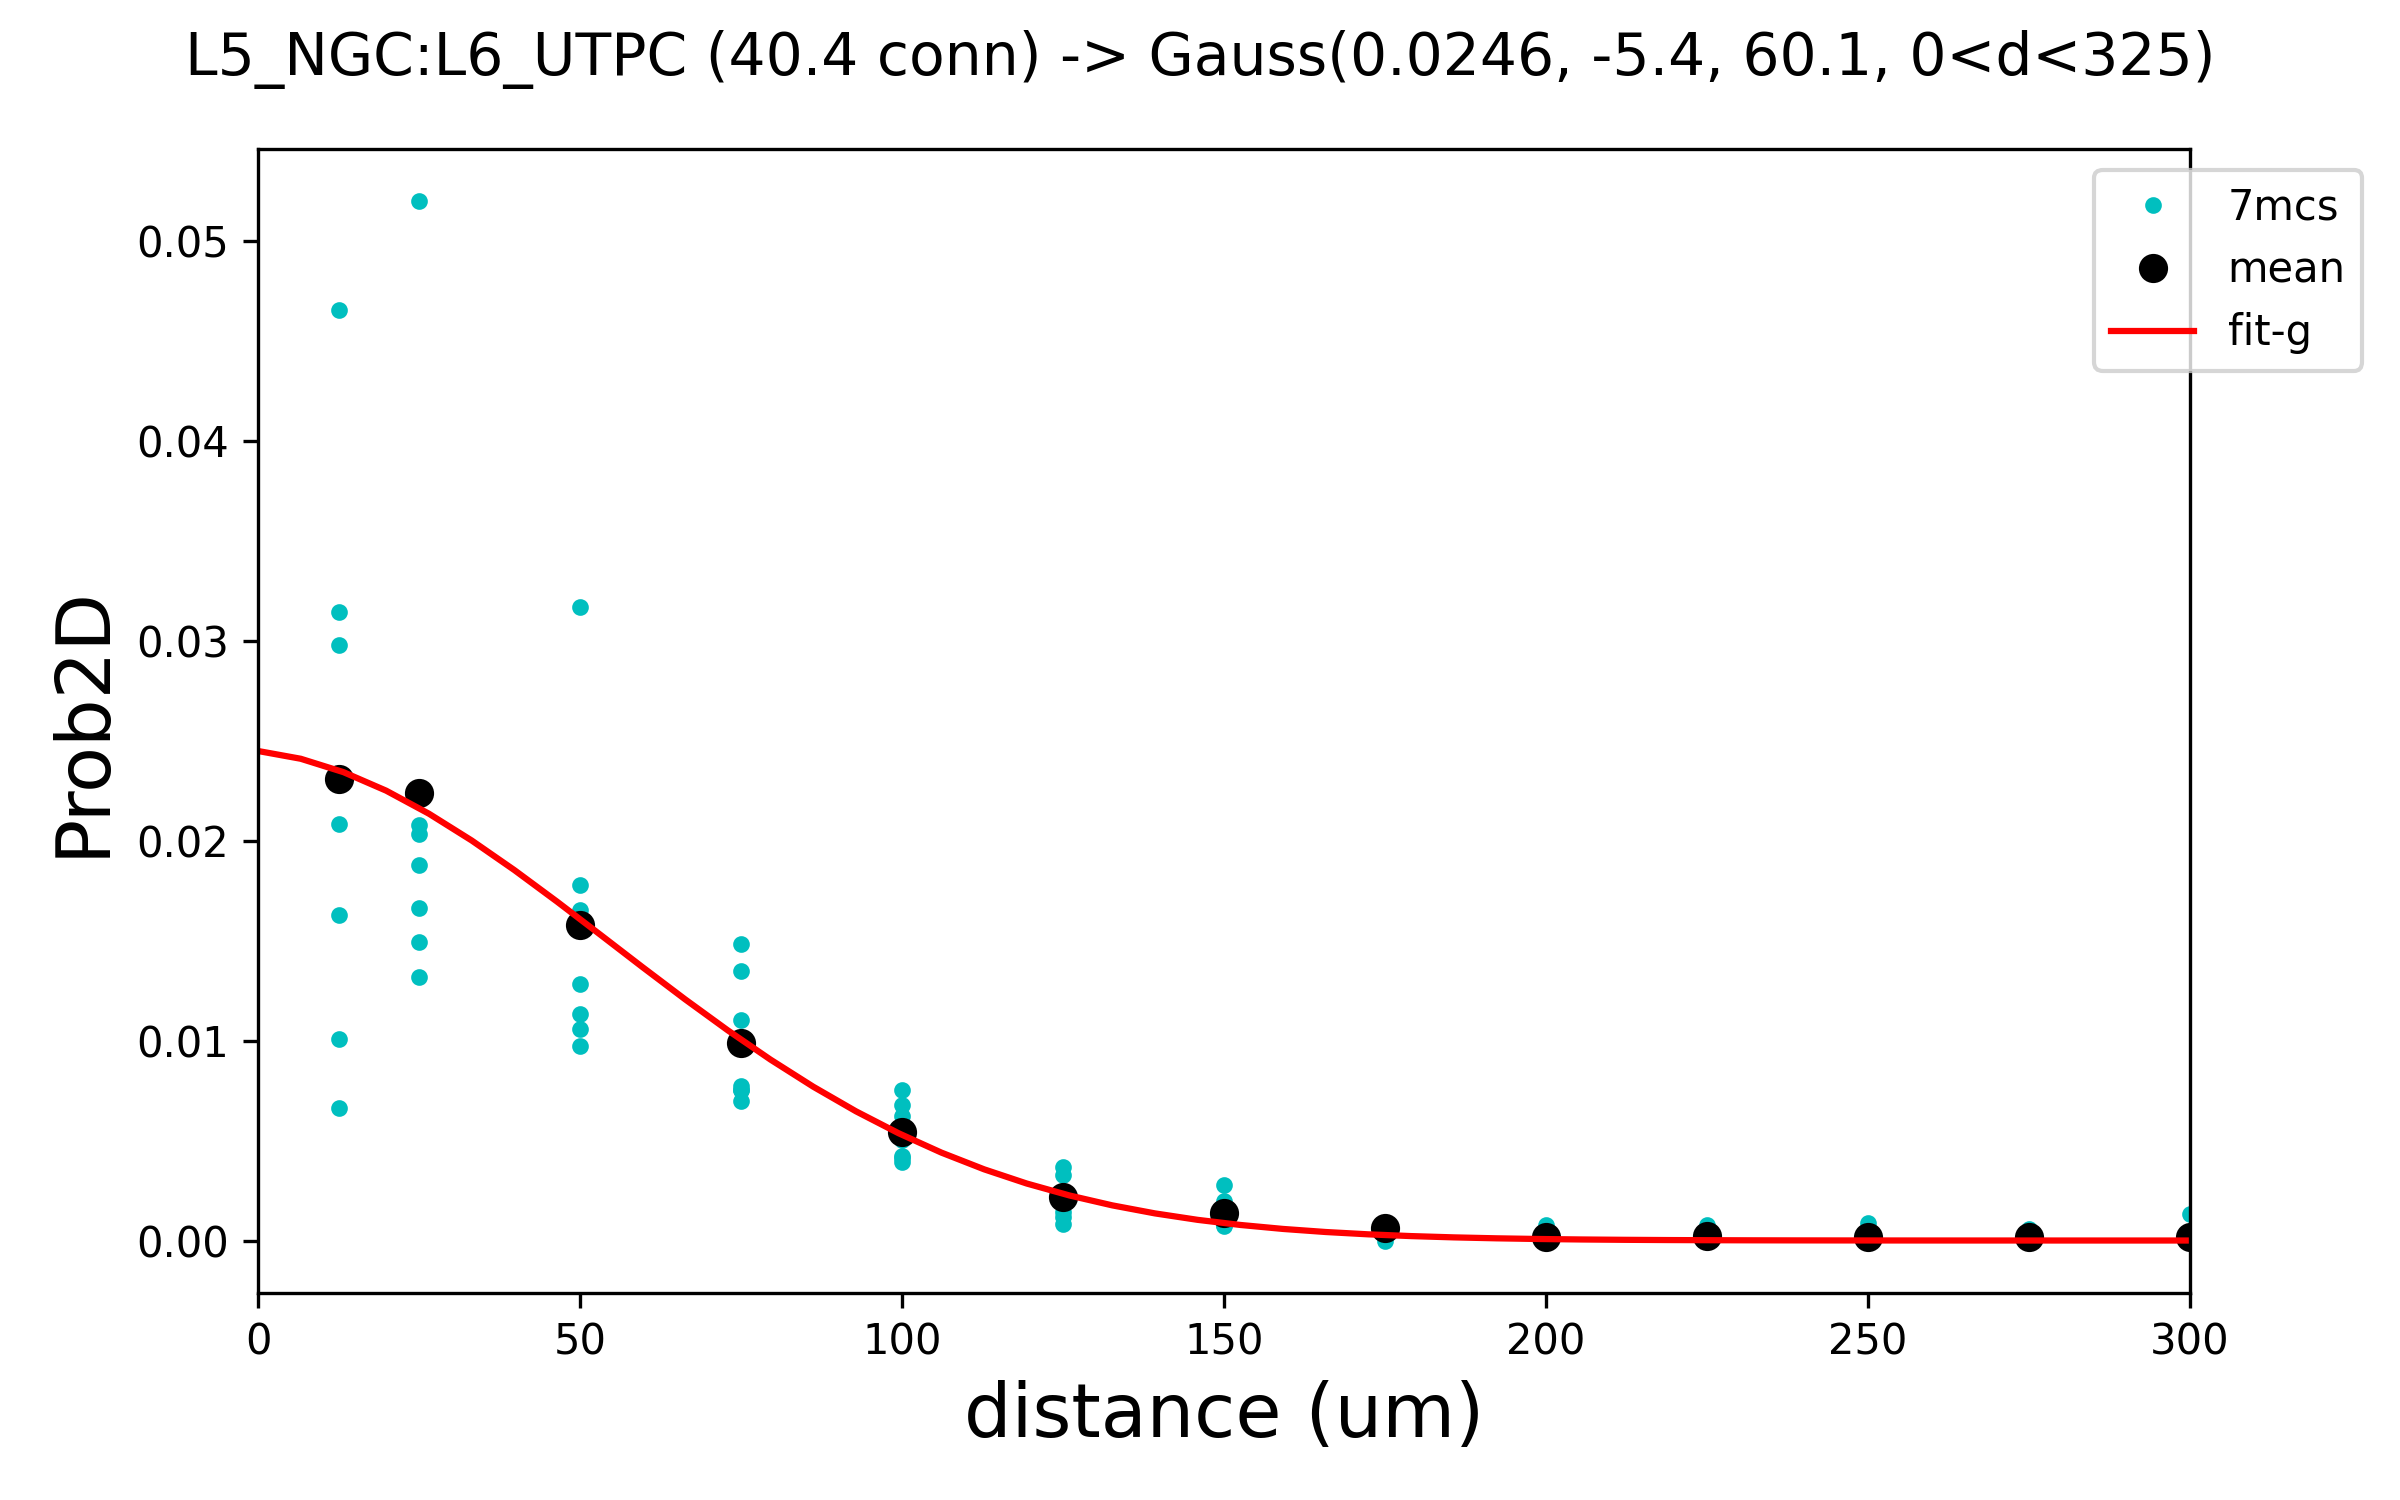 L5_NGC:L6_UTPC (40.4 conn) -> Gauss(0.0246, -5.4, 60.1, 0<d<325)
7mcs
mean
fit-g
Prob2D
0.05
0.04
0.03
0.02
0.01
0.00
0 50 100 150 200 250 300
distance (um)